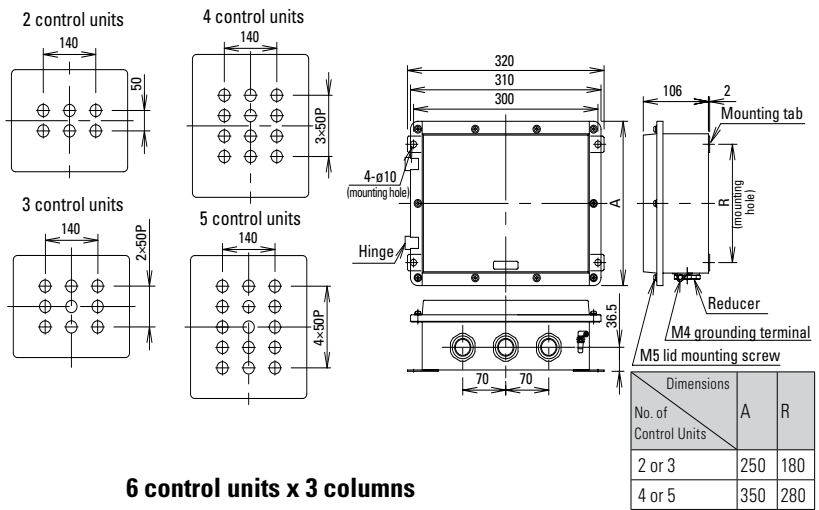 2 control units
140
50
4 control units
140
3×50P
3 control units
140
2×50P
5 control units
140
4×50P
320
310
300
4-ø10
(mounting hole)
Hinge
A
106
2
Mounting tab
R
(mounting
hole)
Reducer
M4 grounding terminal
M5 lid mounting screw
36.5
70
70
Dimensions
No. of
Control Units
A
R
2 or 3
250
180
4 or 5
350
280
6 control units x 3 columns